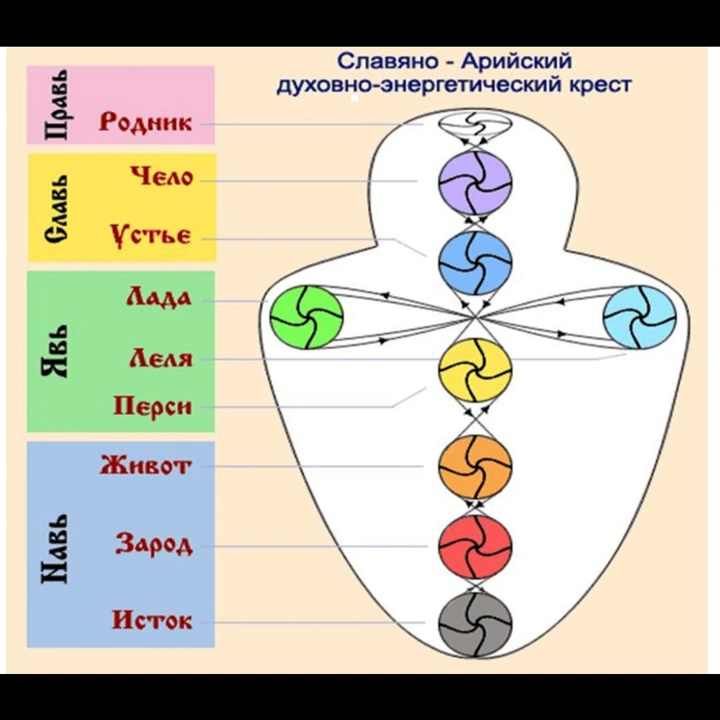 Славяно - Арийский
духовно-энергетический крест
Правь
Родник
Славь
Чело
Устье
Явь
Лада
Леля
Перси
Навь
Живот
Зарод
Исток